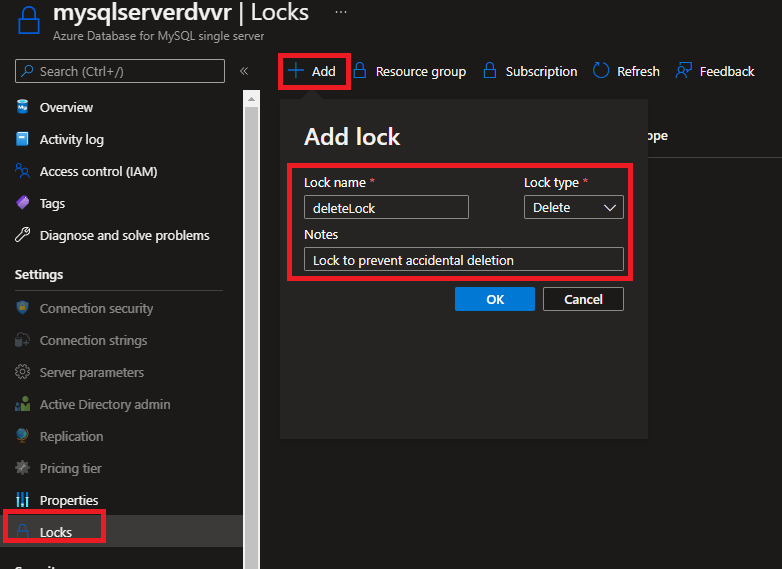 mysqlserverdvvr | Locks ...
Azure Database for MySQL single server
Search (Ctrl+/)
«
Add
Resource group
Subscription
Refresh
Feedback
Overview
Activity log
Access control (IAM)
Tags
Diagnose and solve problems
Settings
Connection security
Connection strings
Server parameters
Active Directory admin
Replication
Pricing tier
Properties
Locks
Add lock
Lock name *
Lock type *
deleteLock
Delete
Notes
Lock to prevent accidental deletion
OK
Cancel
ope